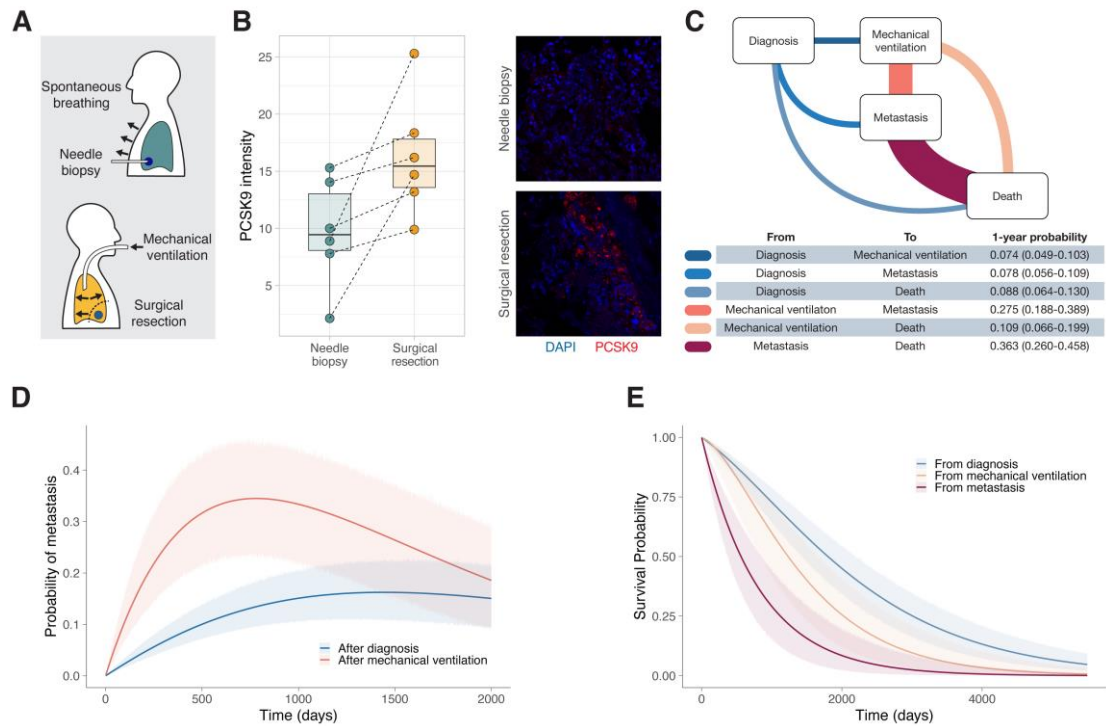 A
Spontaneous
breathing
Needle
biopsy
Mechanical
ventilation
Surgical
resection
B
PCSK9 intensity
25
20
15
10
5
Needle
biopsy
Surgical
resection
Needle biopsy
Surgical resection
DAPI PCSK9
C
Diagnosis
Mechanical
ventilation
Metastasis
Death
From To 1-year probability
Diagnosis Mechanical ventilation 0.074 (0.049-0.103)
Diagnosis Metastasis 0.078 (0.056-0.109)
Diagnosis Death 0.088 (0.064-0.130)
Mechanical ventilaton Metastasis 0.275 (0.188-0.389)
Mechanical ventilation Death 0.109 (0.066-0.199)
Metastasis Death 0.363 (0.260-0.458)
D
Probability of metastasis
0.4
0.3
0.2
0.1
0.0
After diagnosis
After mechanical ventilation
0 500 1000 1500 2000
Time (days)
E
Survival Probability
1.00
0.75
0.50
0.25
0.00
From diagnosis
From mechanical ventilation
From metastasis
0 2000 4000
Time (days)